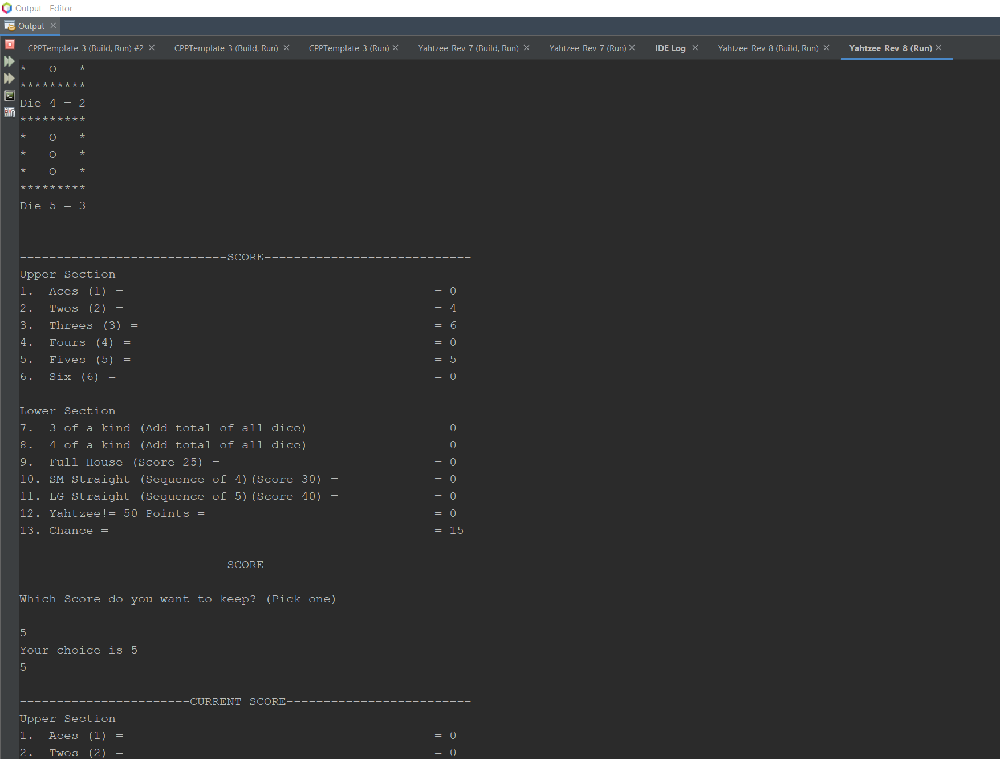 Output - Editor
Output
CPPTemplate_3 (Build, Run) #2 CPPTemplate_3 (Build, Run) CPPTemplate_3 (Run) Yahtzee_Rev_7 (Build, Run) Yahtzee_Rev_7 (Run) IDE Log Yahtzee_Rev_8 (Build, Run) Yahtzee_Rev_8 (Run)
*   O   *
*********
Die 4 = 2
*********
*   O   *
*   O   *
*   O   *
*********
Die 5 = 3
----------------------------SCORE----------------------------
Upper Section
1.  Aces (1) = = 0
2.  Twos (2) = = 4
3.  Threes (3) = = 6
4.  Fours (4) = = 0
5.  Fives (5) = = 5
6.  Six (6) = = 0
Lower Section
7.  3 of a kind (Add total of all dice) = = 0
8.  4 of a kind (Add total of all dice) = = 0
9.  Full House (Score 25) = = 0
10. SM Straight (Sequence of 4)(Score 30) = = 0
11. LG Straight (Sequence of 5)(Score 40) = = 0
12. Yahtzee!= 50 Points = = 0
13. Chance = = 15
----------------------------SCORE----------------------------
Which Score do you want to keep? (Pick one)
5
Your choice is 5
5
-----------------------CURRENT SCORE-------------------------
Upper Section
1.  Aces (1) = = 0
2.  Twos (2) = = 0